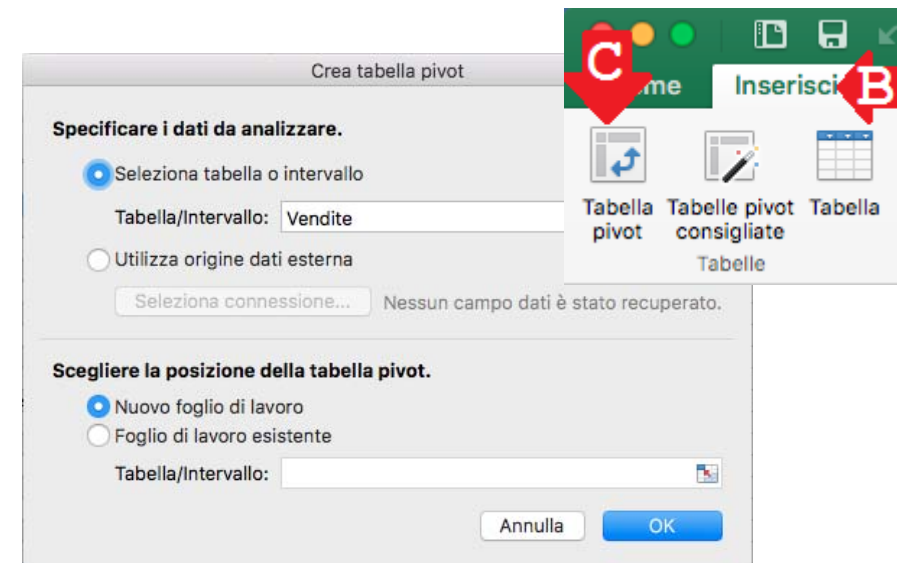 Crea tabella pivot
Specificare i dati da analizzare.
Seleziona tabella o intervallo
Tabella/Intervallo: Vendite
Utilizza origine dati esterna
Seleziona connessione... Nessun campo dati è stato recuperato.
Scegliere la posizione della tabella pivot.
Nuovo foglio di lavoro
Foglio di lavoro esistente
Tabella/Intervallo:
Annulla OK
C
me Inserisci B
Tabella Tabelle pivot Tabella
pivot consigliate
Tabelle